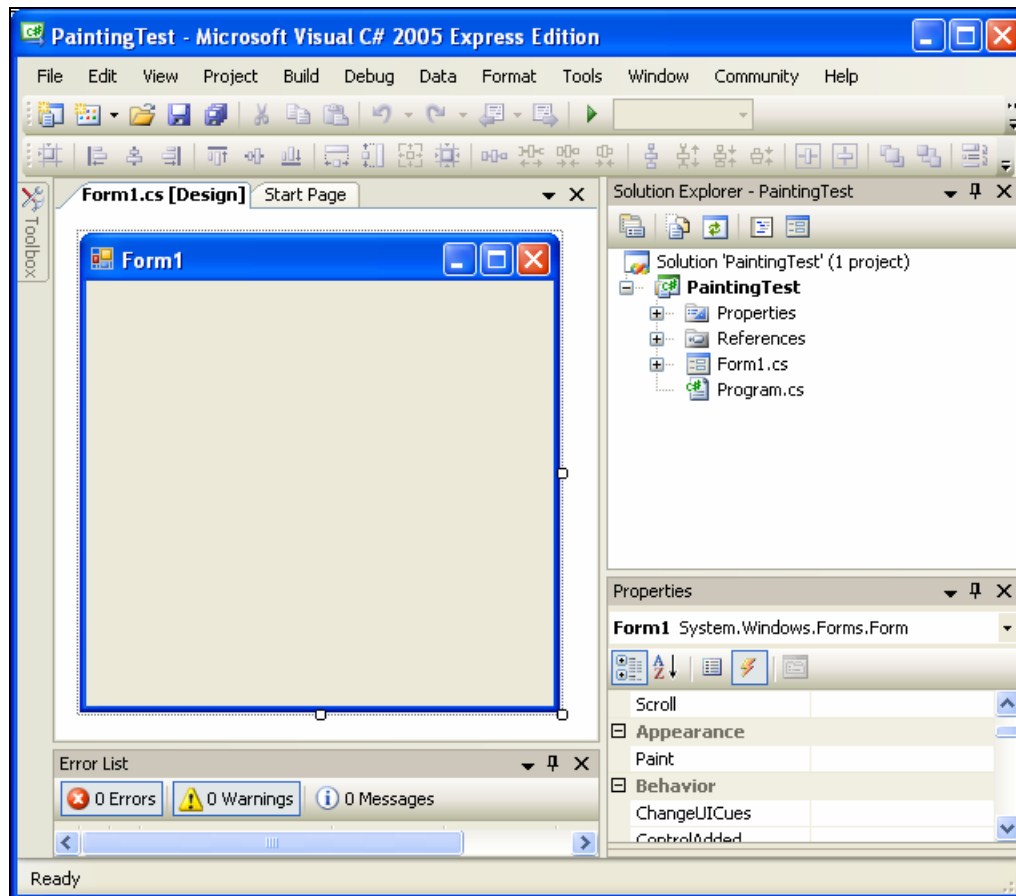 PaintingTest - Microsoft Visual C# 2005 Express Edition
File Edit View Project Build Debug Data Format Tools Window Community Help
Toolbox
Form1.cs [Design] Start Page
Form1
Solution Explorer - PaintingTest
Solution 'PaintingTest' (1 project)
PaintingTest
Properties
References
Form1.cs
Program.cs
Properties
Form1 System.Windows.Forms.Form
Scroll
Appearance
Paint
Behavior
ChangeUICues
ControlAdded
Error List
0 Errors 0 Warnings 0 Messages
Ready